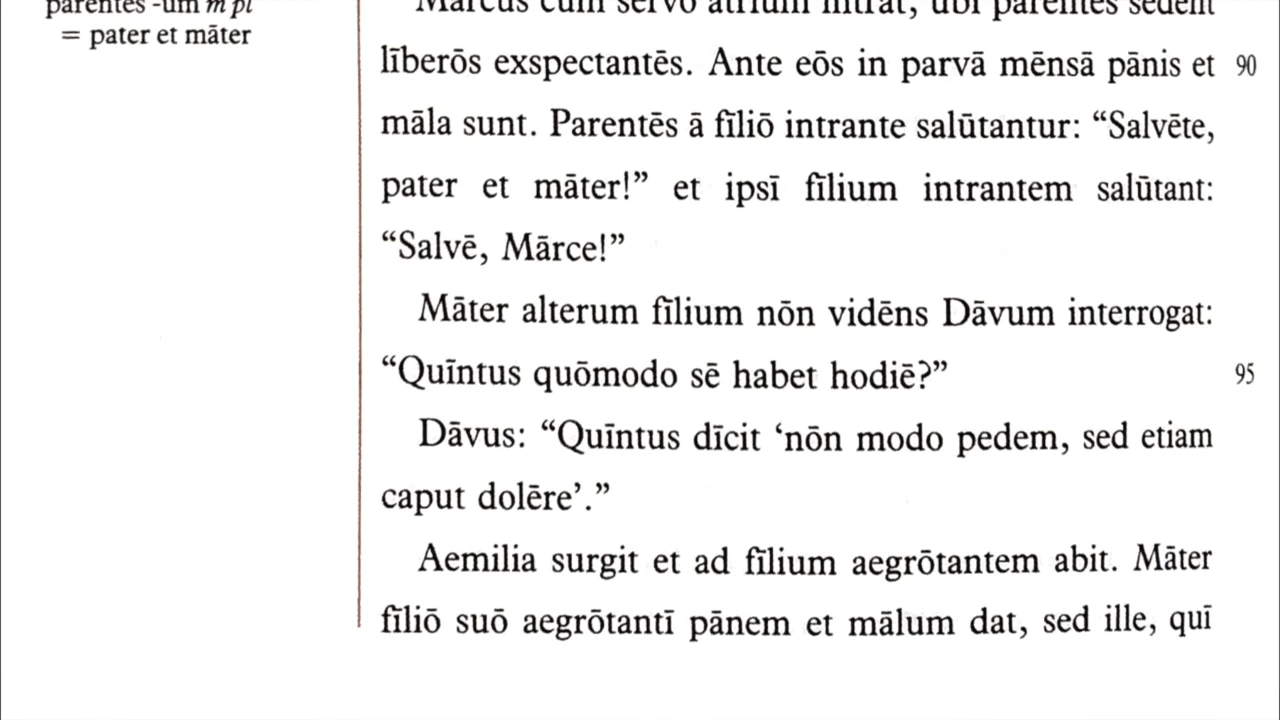 parentēs -um m pl
= pater et māter
Mārcus cum servō ātrium intrat, ubi parentēs sedent
līberōs exspectantēs. Ante eōs in parvā mēnsā pānis et 90
māla sunt. Parentēs ā fīliō intrante salūtantur: “Salvēte,
pater et māter!” et ipsī fīlium intrantem salūtant:
“Salvē, Mārce!”
Māter alterum fīlium nōn vidēns Dāvum interrogat:
“Quīntus quōmodo sē habet hodiē?” 95
Dāvus: “Quīntus dīcit ‘nōn modo pedem, sed etiam
caput dolēre’.”
Aemilia surgit et ad fīlium aegrōtantem abit. Māter
fīliō suō aegrōtantī pānem et mālum dat, sed ille, quī